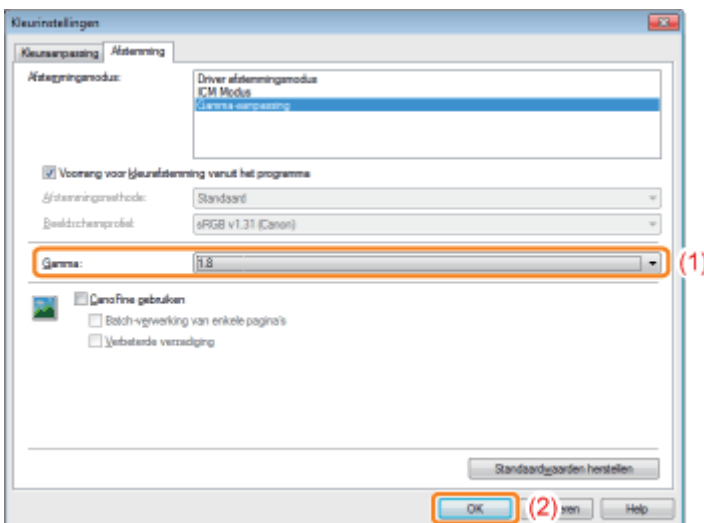 Kleurinstellingen
Kleuraanpassing Afstemming
Afstemmingsmodus:
Driver afstemmingsmodus
ICM Modus
Gamma-aanpassing
Voorrang voor kleurafstemming vanuit het programma
Afstemmingsmethode: Standaard
Beeldschermprofiel: sRGB v1.31 (Canon)
Gamma: 1.8 (1)
CanoFine gebruiken
Batch-verwerking van enkele pagina's
Verbeterde verzadiging
Standaardwaarden herstellen
OK (2) eren Help